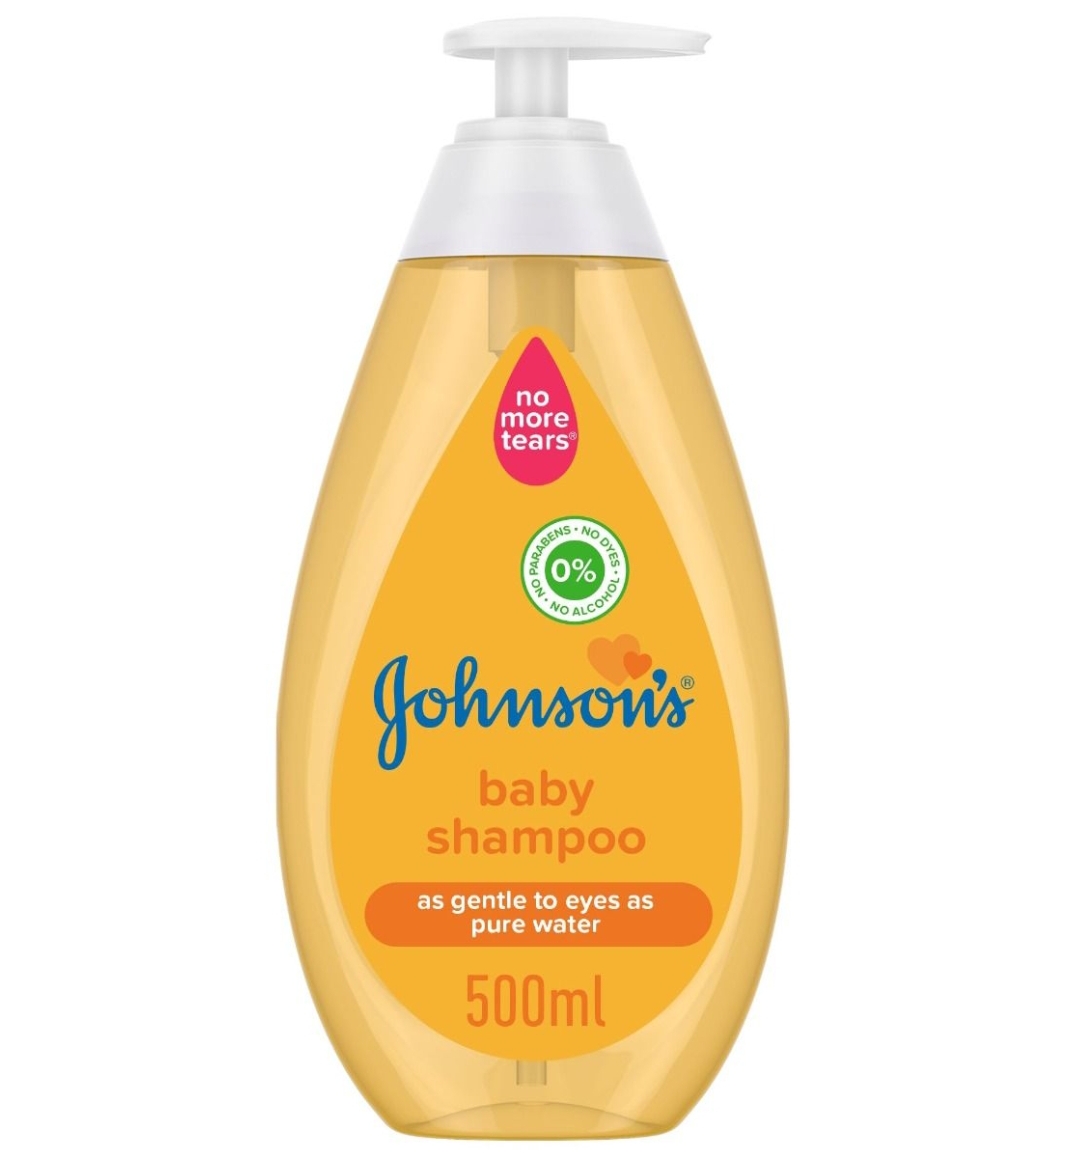 no
more
tears®
NO PARABENS • NO DYES • NO ALCOHOL •
0%
Johnson's®
baby
shampoo
as gentle to eyes as
pure water
500ml